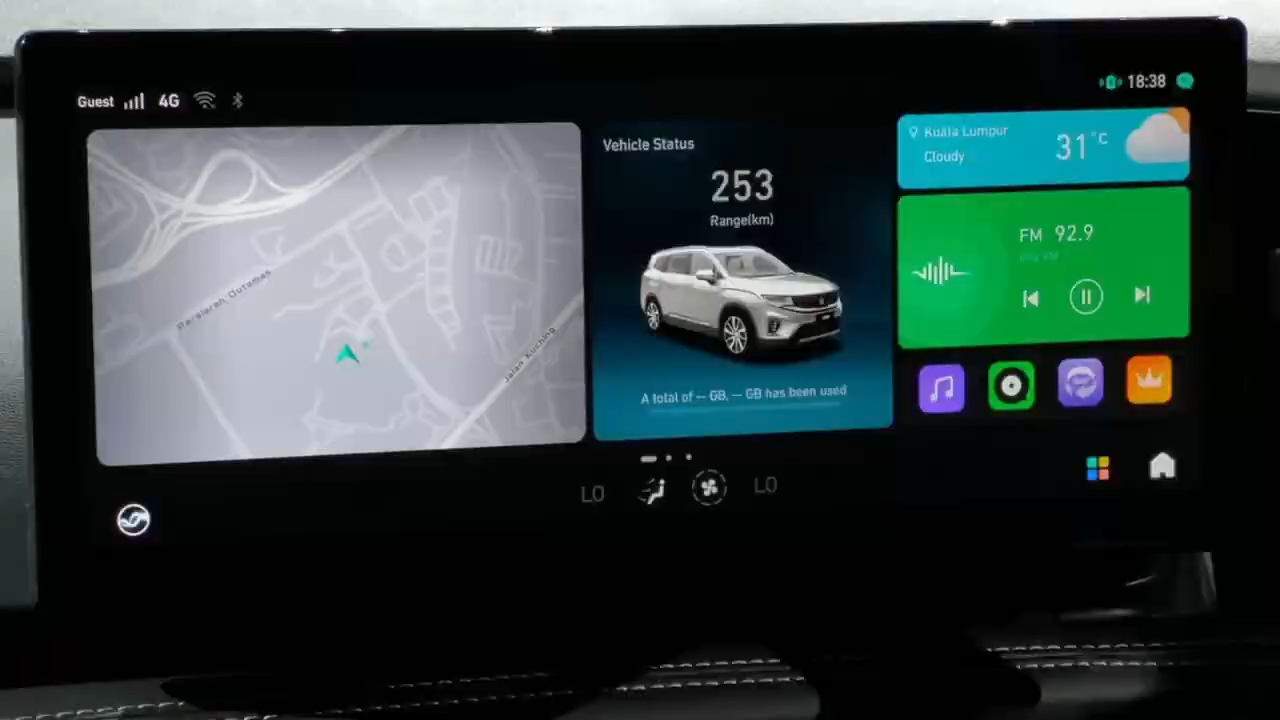 Guest 4G
18:38
Persiaran Dutamas
Jalan Kuching
Vehicle Status
253
Range(km)
A total of -- GB, -- GB has been used
Kuala Lumpur
Cloudy
31°C
FM 92.9
LO
LO